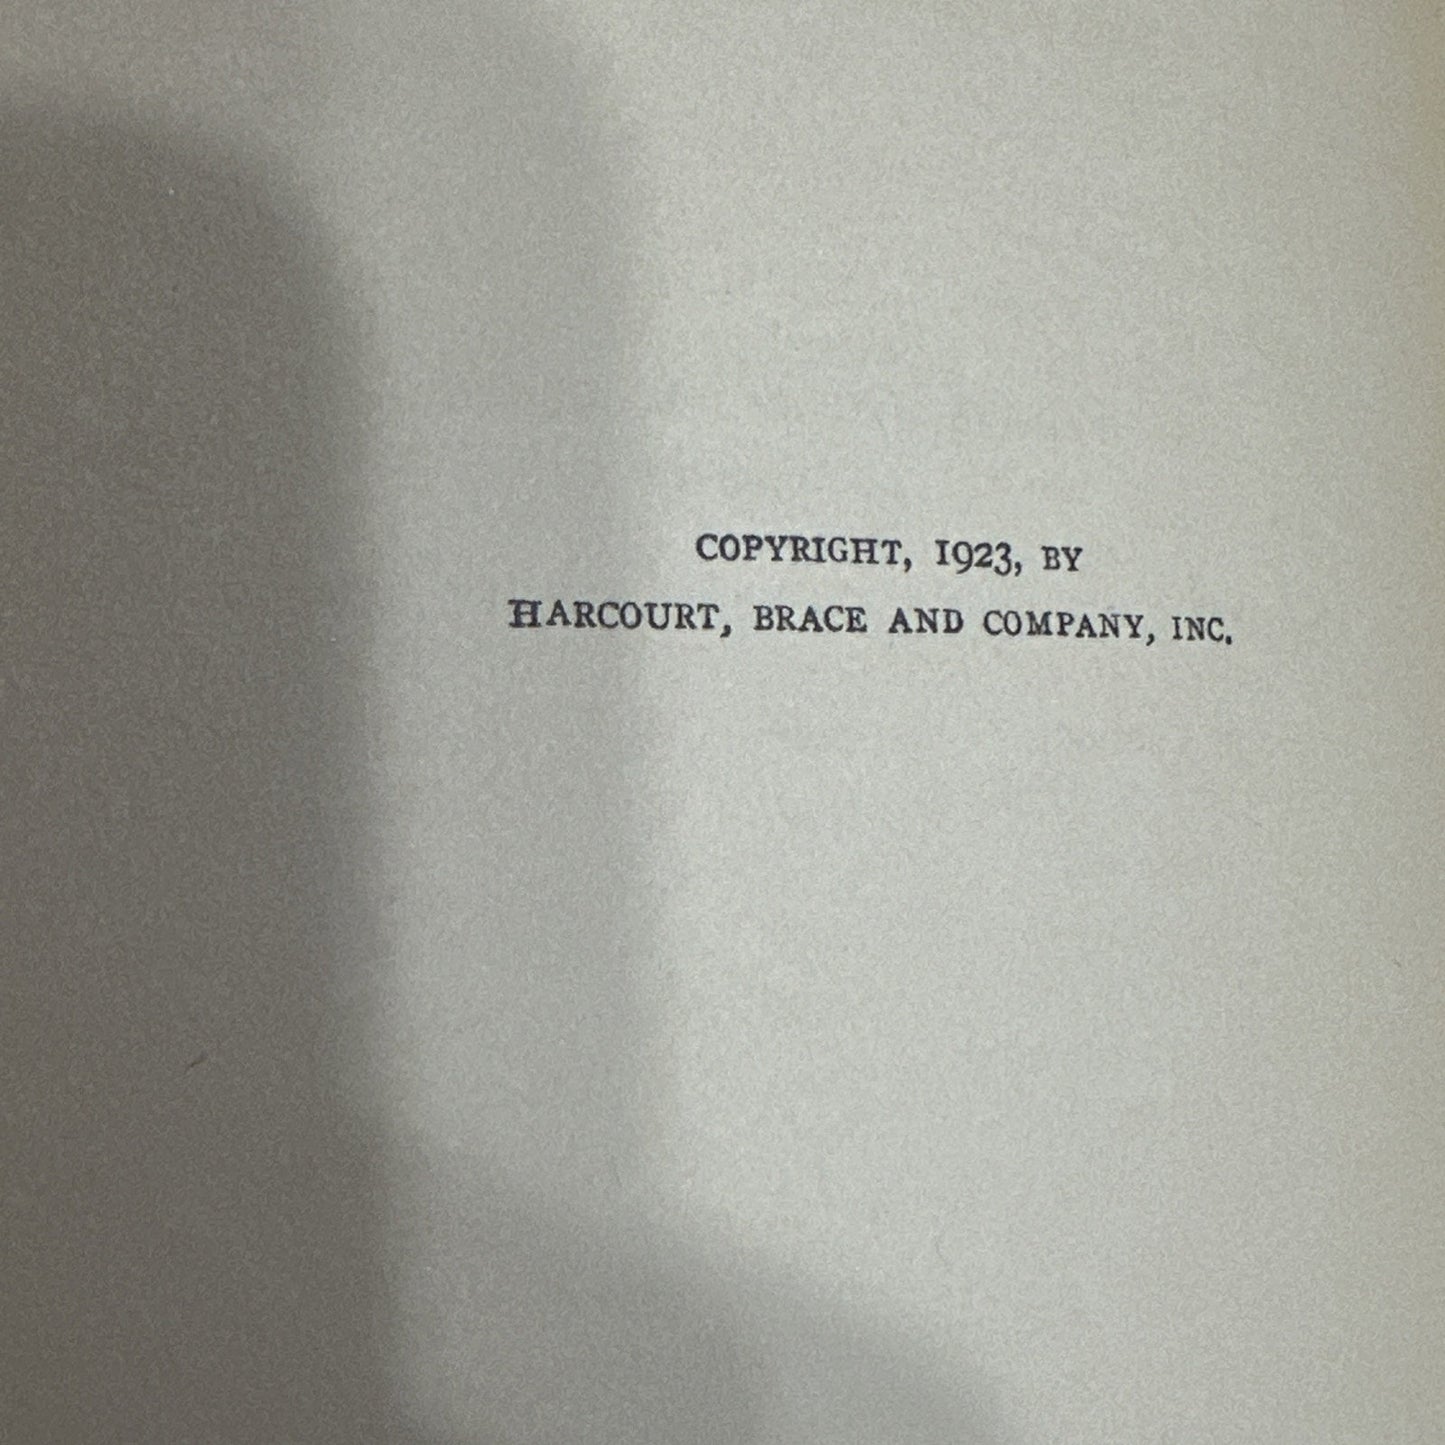 COPYRIGHT, 1923, BY
HARCOURT, BRACE AND COMPANY, INC.